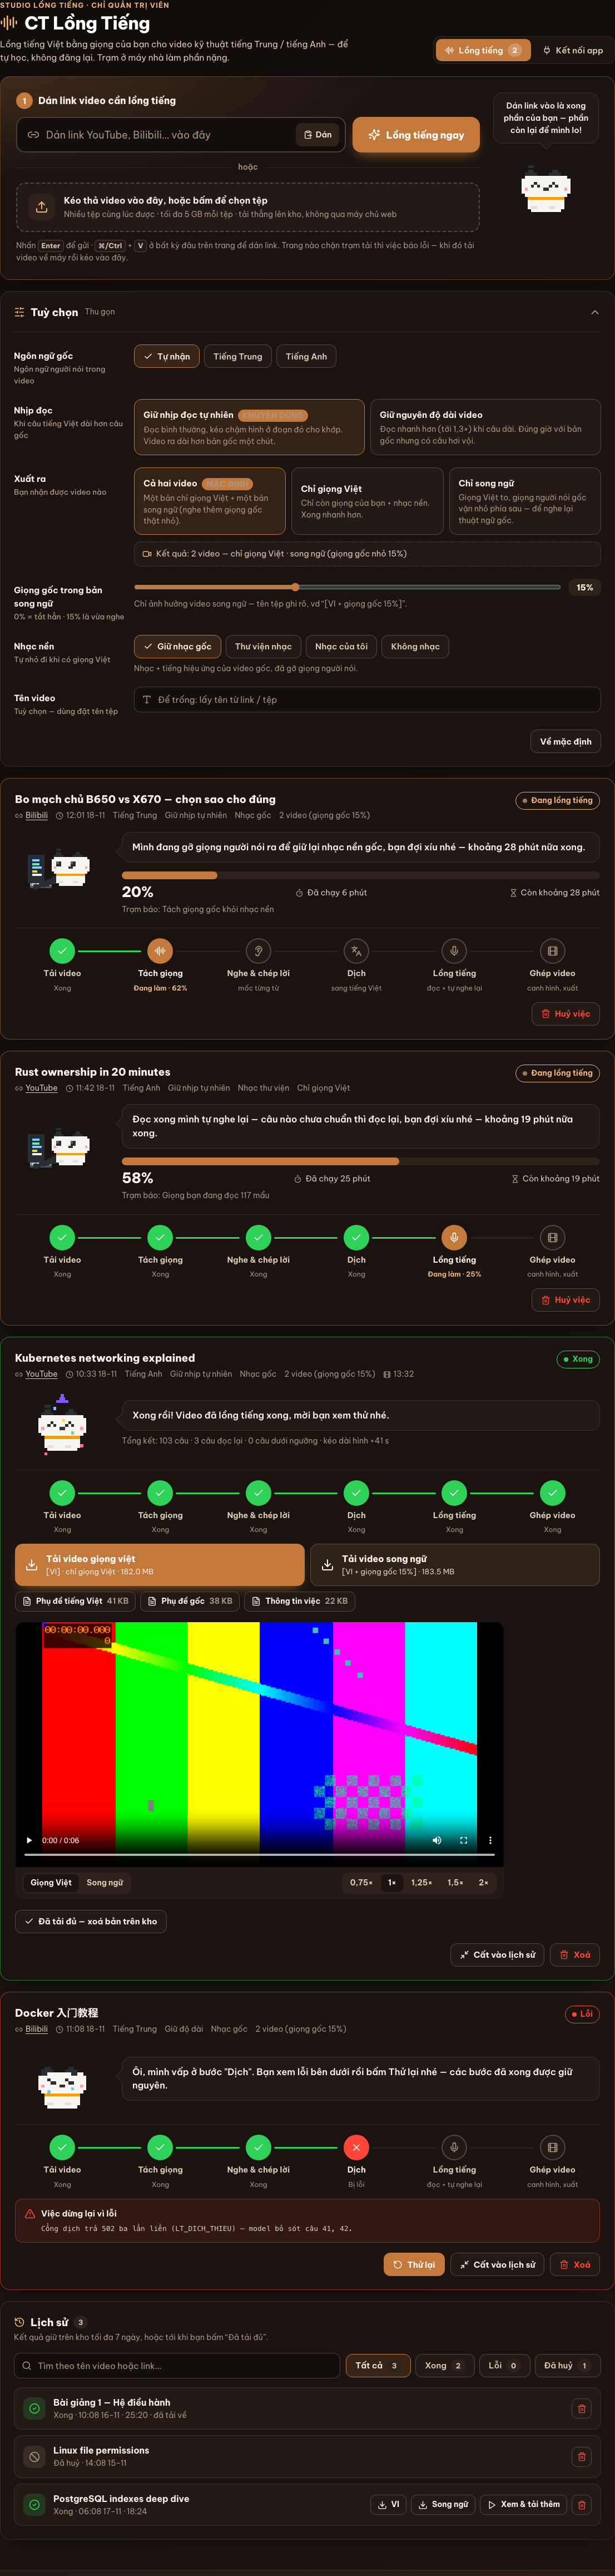 STUDIO LỒNG TIẾNG · CHỈ QUẢN TRỊ VIÊN
CT Lồng Tiếng
Lồng tiếng Việt bằng giọng của bạn cho video kỹ thuật tiếng Trung / tiếng Anh — để
tự học, không đăng lại. Trạm ở máy nhà làm phần nặng.
Lồng tiếng 2
Kết nối app
1 Dán link video cần lồng tiếng
Dán link YouTube, Bilibili... vào đây
Dán
Lồng tiếng ngay
hoặc
Kéo thả video vào đây, hoặc bấm để chọn tệp
Nhiều tệp cùng lúc được · tối đa 5 GB mỗi tệp · tải thẳng lên kho, không qua máy chủ web
Nhấn Enter để gửi · ⌘/Ctrl + V ở bất kỳ đâu trên trang để dán link. Trang nào chặn trạm tải thì việc báo lỗi — khi đó tải
video về máy rồi kéo vào đây.
Dán link vào là xong
phần của bạn — phần
còn lại để mình lo!
Tuỳ chọn Thu gọn
Ngôn ngữ gốc
Ngôn ngữ người nói trong
video
Tự nhận
Tiếng Trung
Tiếng Anh
Nhịp đọc
Khi câu tiếng Việt dài hơn câu
gốc
Giữ nhịp đọc tự nhiên KHUYÊN DÙNG
Đọc bình thường, kéo chậm hình ở đoạn đó cho khớp.
Video ra dài hơn bản gốc một chút.
Giữ nguyên độ dài video
Đọc nhanh hơn (tới 1,3×) khi câu dài. Đúng giờ với bản
gốc nhưng có câu hơi vội.
Xuất ra
Bạn nhận được video nào
Cả hai video MẶC ĐỊNH
Một bản chỉ giọng Việt + một bản
song ngữ (nghe thêm giọng gốc
thật nhỏ).
Chỉ giọng Việt
Chỉ còn giọng của bạn + nhạc nền.
Xong nhanh hơn.
Chỉ song ngữ
Giọng Việt to, giọng người nói gốc
vặn nhỏ phía sau — để nghe lại
thuật ngữ gốc.
Kết quả: 2 video — chỉ giọng Việt · song ngữ (giọng gốc nhỏ 15%)
Giọng gốc trong bản
song ngữ
0% = tắt hẳn · 15% là vừa nghe
15%
Chỉ ảnh hưởng video song ngữ — tên tệp ghi rõ, vd “[VI + giọng gốc 15%]”.
Nhạc nền
Tự nhỏ đi khi có giọng Việt
Giữ nhạc gốc
Thư viện nhạc
Nhạc của tôi
Không nhạc
Nhạc + tiếng hiệu ứng của video gốc, đã gỡ giọng người nói.
Tên video
Tuỳ chọn — dùng đặt tên tệp
Để trống: lấy tên từ link / tệp
Về mặc định
Bo mạch chủ B650 vs X670 — chọn sao cho đúng
Đang lồng tiếng
Bilibili 12:01 18-11 Tiếng Trung Giữ nhịp tự nhiên Nhạc gốc 2 video (giọng gốc 15%)
Mình đang gỡ giọng người nói ra để giữ lại nhạc nền gốc, bạn đợi xíu nhé — khoảng 28 phút nữa xong.
20% Đã chạy 6 phút Còn khoảng 28 phút
Trạm báo: Tách giọng gốc khỏi nhạc nền
Tải video Tách giọng Nghe & chép lời Dịch Lồng tiếng Ghép video
Xong Đang làm · 62% mốc từng từ sang tiếng Việt đọc + tự nghe lại canh hình, xuất
Huỷ việc
Rust ownership in 20 minutes
Đang lồng tiếng
YouTube 11:42 18-11 Tiếng Anh Giữ nhịp tự nhiên Nhạc thư viện Chỉ giọng Việt
Đọc xong mình tự nghe lại — câu nào chưa chuẩn thì đọc lại, bạn đợi xíu nhé — khoảng 19 phút nữa
xong.
58% Đã chạy 25 phút Còn khoảng 19 phút
Trạm báo: Giọng bạn đang đọc 117 mẩu
Tải video Tách giọng Nghe & chép lời Dịch Lồng tiếng Ghép video
Xong Xong Xong Xong Đang làm · 25% canh hình, xuất
Huỷ việc
Kubernetes networking explained
Xong
YouTube 10:33 18-11 Tiếng Anh Giữ nhịp tự nhiên Nhạc gốc 2 video (giọng gốc 15%) 13:32
Xong rồi! Video đã lồng tiếng xong, mời bạn xem thử nhé.
Tổng kết: 103 câu · 3 câu đọc lại · 0 câu dưới ngưỡng · kéo dài hình +41 s
Tải video Tách giọng Nghe & chép lời Dịch Lồng tiếng Ghép video
Xong Xong Xong Xong Xong Xong
Tải video giọng việt
[VI] · chỉ giọng Việt · 182.0 MB
Tải video song ngữ
[VI + giọng gốc 15%] · 183.5 MB
Phụ đề tiếng Việt 41 KB
Phụ đề gốc 38 KB
Thông tin việc 22 KB
00:00:00.000
0
0:00 / 0:06
Giọng Việt Song ngữ 0,75× 1× 1,25× 1,5× 2×
Đã tải đủ — xoá bản trên kho
Cất vào lịch sử
Xoá
Docker 入门教程
Lỗi
Bilibili 11:08 18-11 Tiếng Trung Giữ độ dài Nhạc gốc 2 video (giọng gốc 15%)
Ôi, mình vấp ở bước "Dịch". Bạn xem lỗi bên dưới rồi bấm Thử lại nhé — các bước đã xong được giữ
nguyên.
Tải video Tách giọng Nghe & chép lời Dịch Lồng tiếng Ghép video
Xong Xong Xong Bị lỗi đọc + tự nghe lại canh hình, xuất
Việc dừng lại vì lỗi
Cổng dịch trả 502 ba lần liền (LT_DICH_THIEU) — model bỏ sót câu 41, 42.
Thử lại
Cất vào lịch sử
Xoá
Lịch sử 3
Kết quả giữ trên kho tối đa 7 ngày, hoặc tới khi bạn bấm “Đã tải đủ”.
Tìm theo tên video hoặc link...
Tất cả 3
Xong 2
Lỗi 0
Đã huỷ 1
Bài giảng 1 — Hệ điều hành
Xong · 10:08 16-11 · 25:20 · đã tải về
Linux file permissions
Đã huỷ · 14:08 15-11
PostgreSQL indexes deep dive
Xong · 06:08 17-11 · 18:24
VI
Song ngữ
Xem & tải thêm